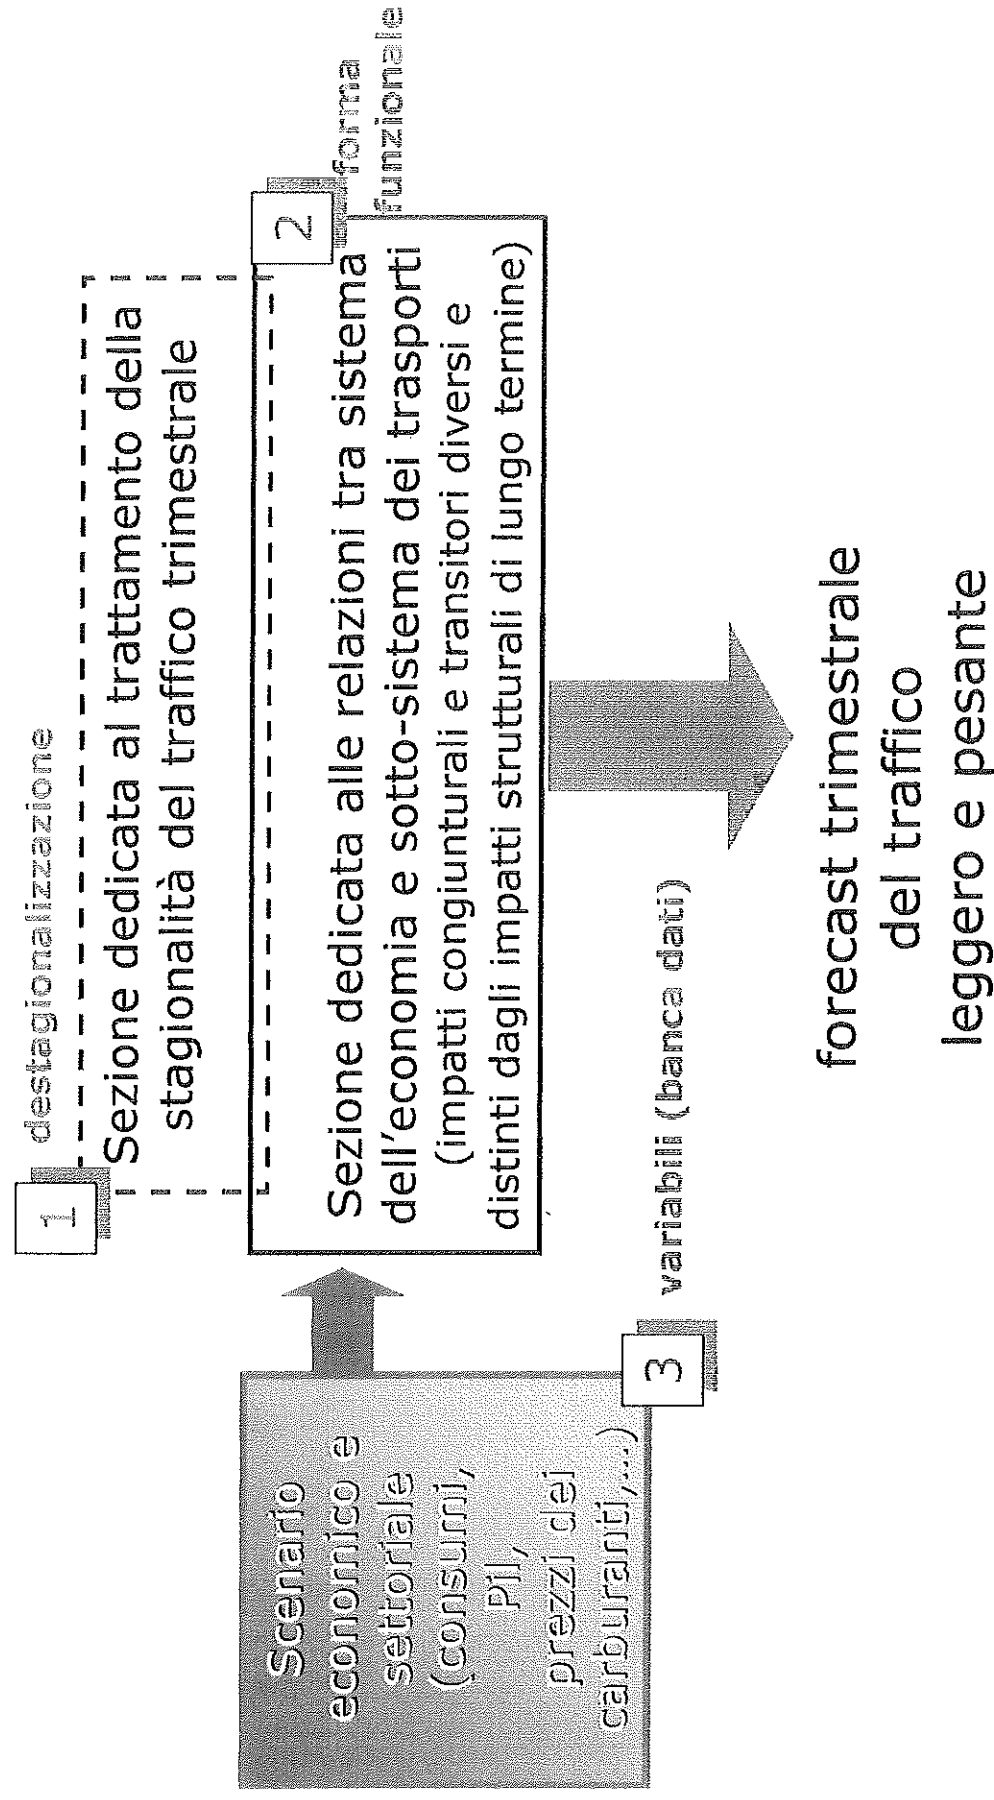 1
destagionalizzazione
Sezione dedicata al trattamento della
stagionalità del traffico trimestrale
2
forma
funzionale
Sezione dedicata alle relazioni tra sistema
dell'economia e sotto-sistema dei trasporti
(impatti congiunturali e transitori diversi e
distinti dagli impatti strutturali di lungo termine)
Scenario
economico e
settoriale
(consumi,
Pil,
prezzi dei
carburanti,...)
3
variabili (banca dati)
forecast trimestrale
del traffico
leggero e pesante